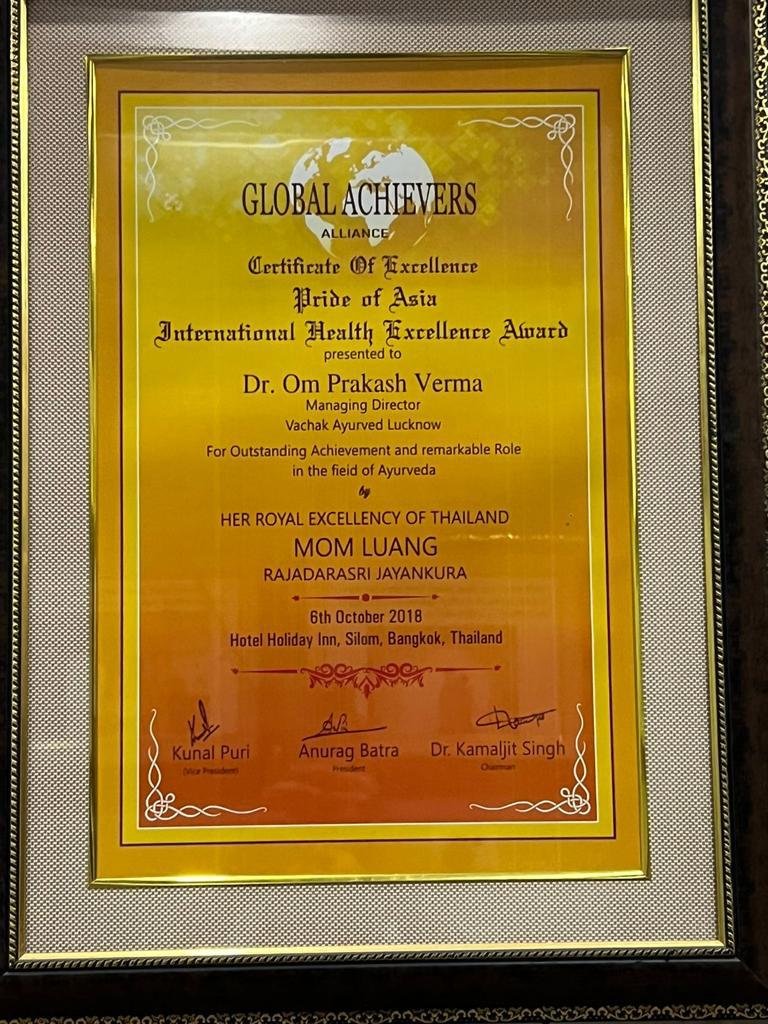 GLOBAL ACHIEVERS
ALLIANCE
Certificate Of Excellence
Pride of Asia
International Health Excellence Award
presented to
Dr. Om Prakash Verma
Managing Director
Vachak Ayurved Lucknow
For Outstanding Achievement and remarkable Role
in the fieid of Ayurveda
by
HER ROYAL EXCELLENCY OF THAILAND
MOM LUANG
RAJADARASRI JAYANKURA
6th October 2018
Hotel Holiday Inn, Silom, Bangkok, Thailand
Kunal Puri Anurag Batra Dr. Kamaljit Singh
(Vice President) President Chairman